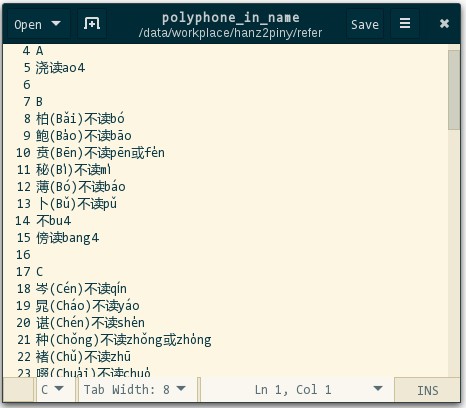 Open
polyphone_in_name
/data/workplace/hanz2piny/refer
Save
4 A
5 浇读ao4
6
7 B
8 柏(Bǎi)不读bó
9 鲍(Bào)不读bāo
10 贲(Bēn)不读pēn或fèn
11 秘(Bì)不读mì
12 薄(Bó)不读báo
13 卜(Bǔ)不读pǔ
14 不bu4
15 傍读bang4
16
17 C
18 岑(Cén)不读qín
19 晁(Cháo)不读yáo
20 谌(Chén)不读shèn
21 种(Chǒng)不读zhǒng或zhòng
22 褚(Chǔ)不读zhū
23 啜(Chuài)不读chuò
C
Tab Width: 8
Ln 1, Col 1
INS